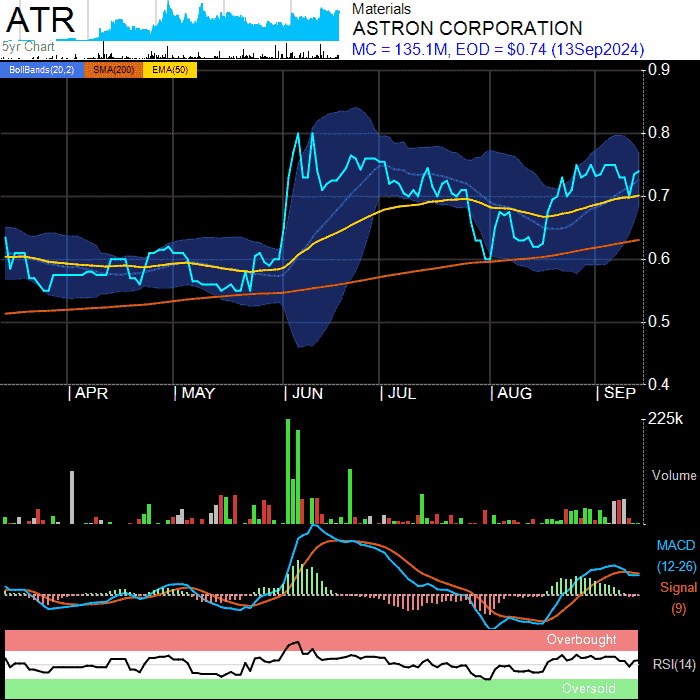 ATR
5yr Chart
Materials
ASTRON CORPORATION
MC = 135.1M, EOD = $0.74 (13Sep2024)
BollBands(20,2) SMA(200) EMA(50)
0.9
0.8
0.7
0.6
0.5
0.4
APR MAY JUN JUL AUG SEP
225k
Volume
MACD
(12-26)
Signal
(9)
Overbought
RSI(14)
Oversold